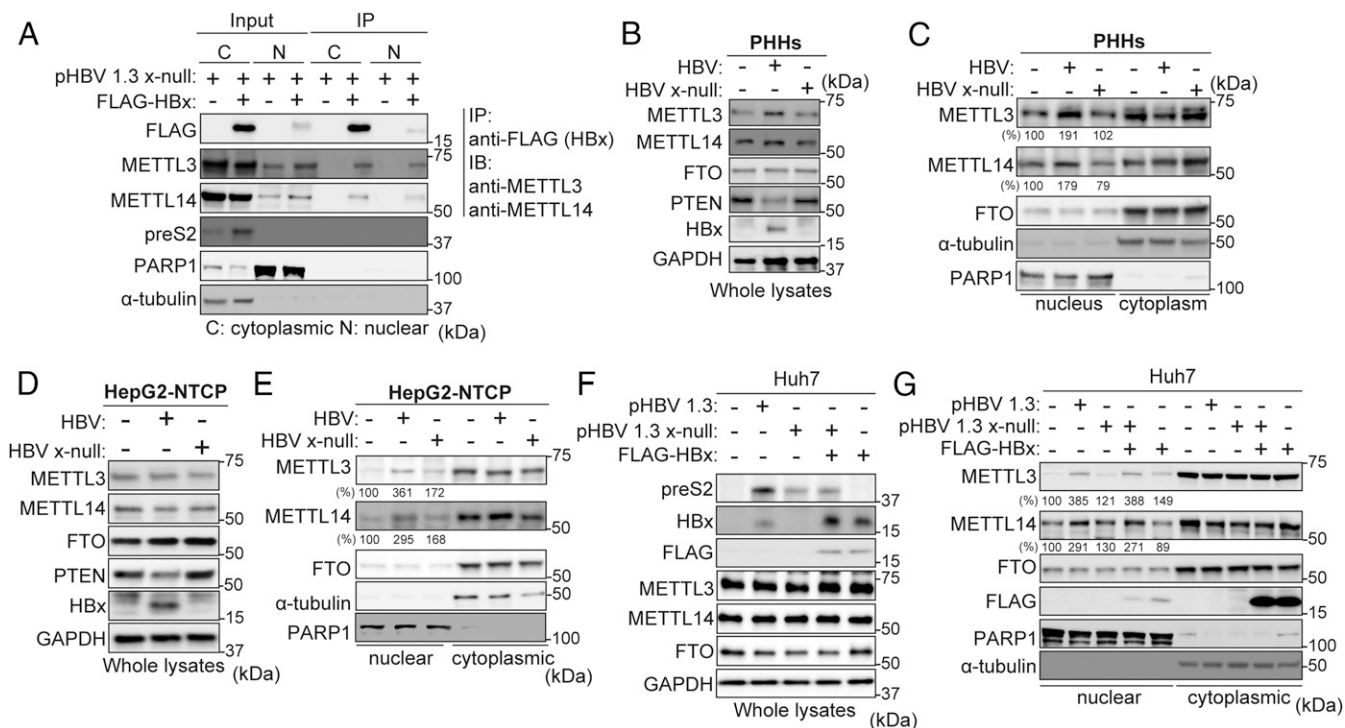 A
Input IP
C N C N
pHBV 1.3 x-null: + + + + + + + +
FLAG-HBx: - + - + - + - +
FLAG 15
METTL3 75
METTL14 50
preS2 37
PARP1 100
α-tubulin 37
IP:
anti-FLAG (HBx)
IB:
anti-METTL3
anti-METTL14
C: cytoplasmic N: nuclear (kDa)
B
PHHs
HBV: - + - (kDa)
HBV x-null: - - +
METTL3 75
METTL14 50
FTO 50
PTEN 50
HBx 15
GAPDH 37
Whole lysates
C
PHHs
HBV: - + - - + -
HBV x-null: - - + - - + (kDa)
METTL3 75
(%) 100 191 102
METTL14 50
(%) 100 179 79
FTO 50
α-tubulin 50
PARP1 100
nucleus cytoplasm
D
HepG2-NTCP
HBV: - + -
HBV x-null: - - +
METTL3 75
METTL14 50
FTO 50
PTEN 50
HBx 15
GAPDH 37
Whole lysates (kDa)
E
HepG2-NTCP
HBV: - + - - + -
HBV x-null: - - + - - +
METTL3 75
(%) 100 361 172
METTL14 50
(%) 100 295 168
FTO 50
α-tubulin 50
PARP1 100
nuclear cytoplasmic (kDa)
F
Huh7
pHBV 1.3: - + - - -
pHBV 1.3 x-null: - - + + -
FLAG-HBx: - - - + +
preS2 37
HBx 15
FLAG 15
METTL3 75
METTL14 50
FTO 50
GAPDH 37
Whole lysates (kDa)
G
Huh7
pHBV 1.3: - + - - - - + - - -
pHBV 1.3 x-null: - - + + - - - + + -
FLAG-HBx: - - - + + - - - + +
METTL3 75
(%) 100 385 121 388 149
METTL14 50
(%) 100 291 130 271 89
FTO 50
FLAG 15
PARP1 100
α-tubulin 50
nuclear cytoplasmic (kDa)